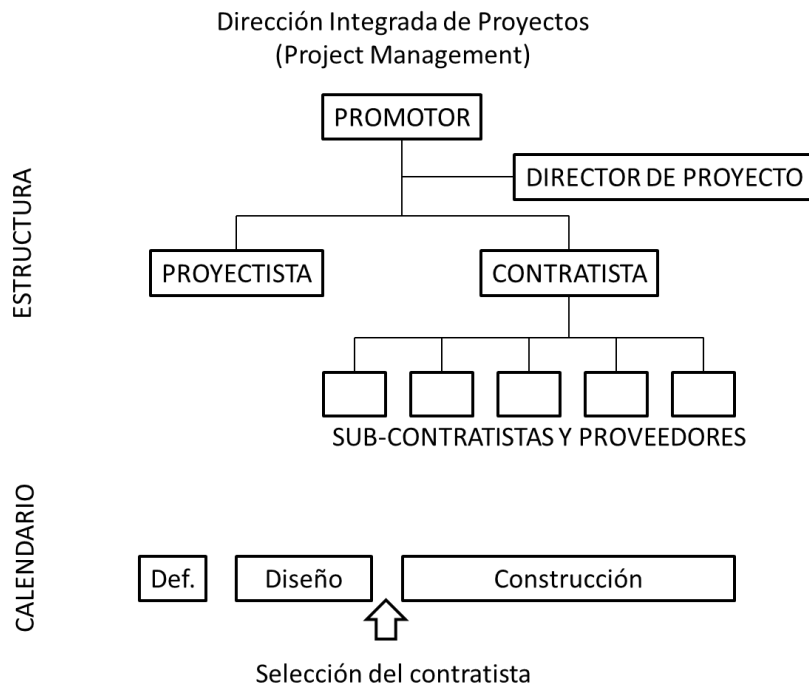 Dirección Integrada de Proyectos
(Project Management)
PROMOTOR
DIRECTOR DE PROYECTO
ESTRUCTURA
PROYECTISTA
CONTRATISTA
SUB-CONTRATISTAS Y PROVEEDORES
CALENDARIO
Def.
Diseño
Construcción
Selección del contratista